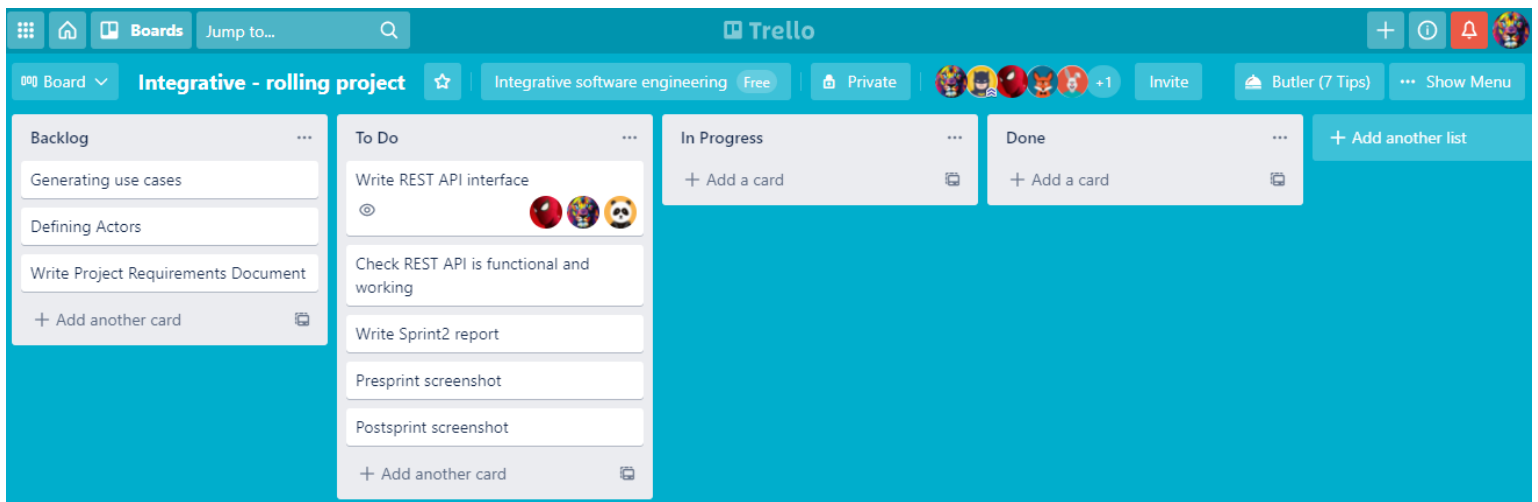 Boards
Jump to...
Trello
Board
Integrative - rolling project
Integrative software engineering Free
Private
+1
Invite
Butler (7 Tips)
... Show Menu
Backlog
Generating use cases
Defining Actors
Write Project Requirements Document
+ Add another card
To Do
Write REST API interface
Check REST API is functional and
working
Write Sprint2 report
Presprint screenshot
Postsprint screenshot
+ Add another card
In Progress
+ Add a card
Done
+ Add a card
+ Add another list